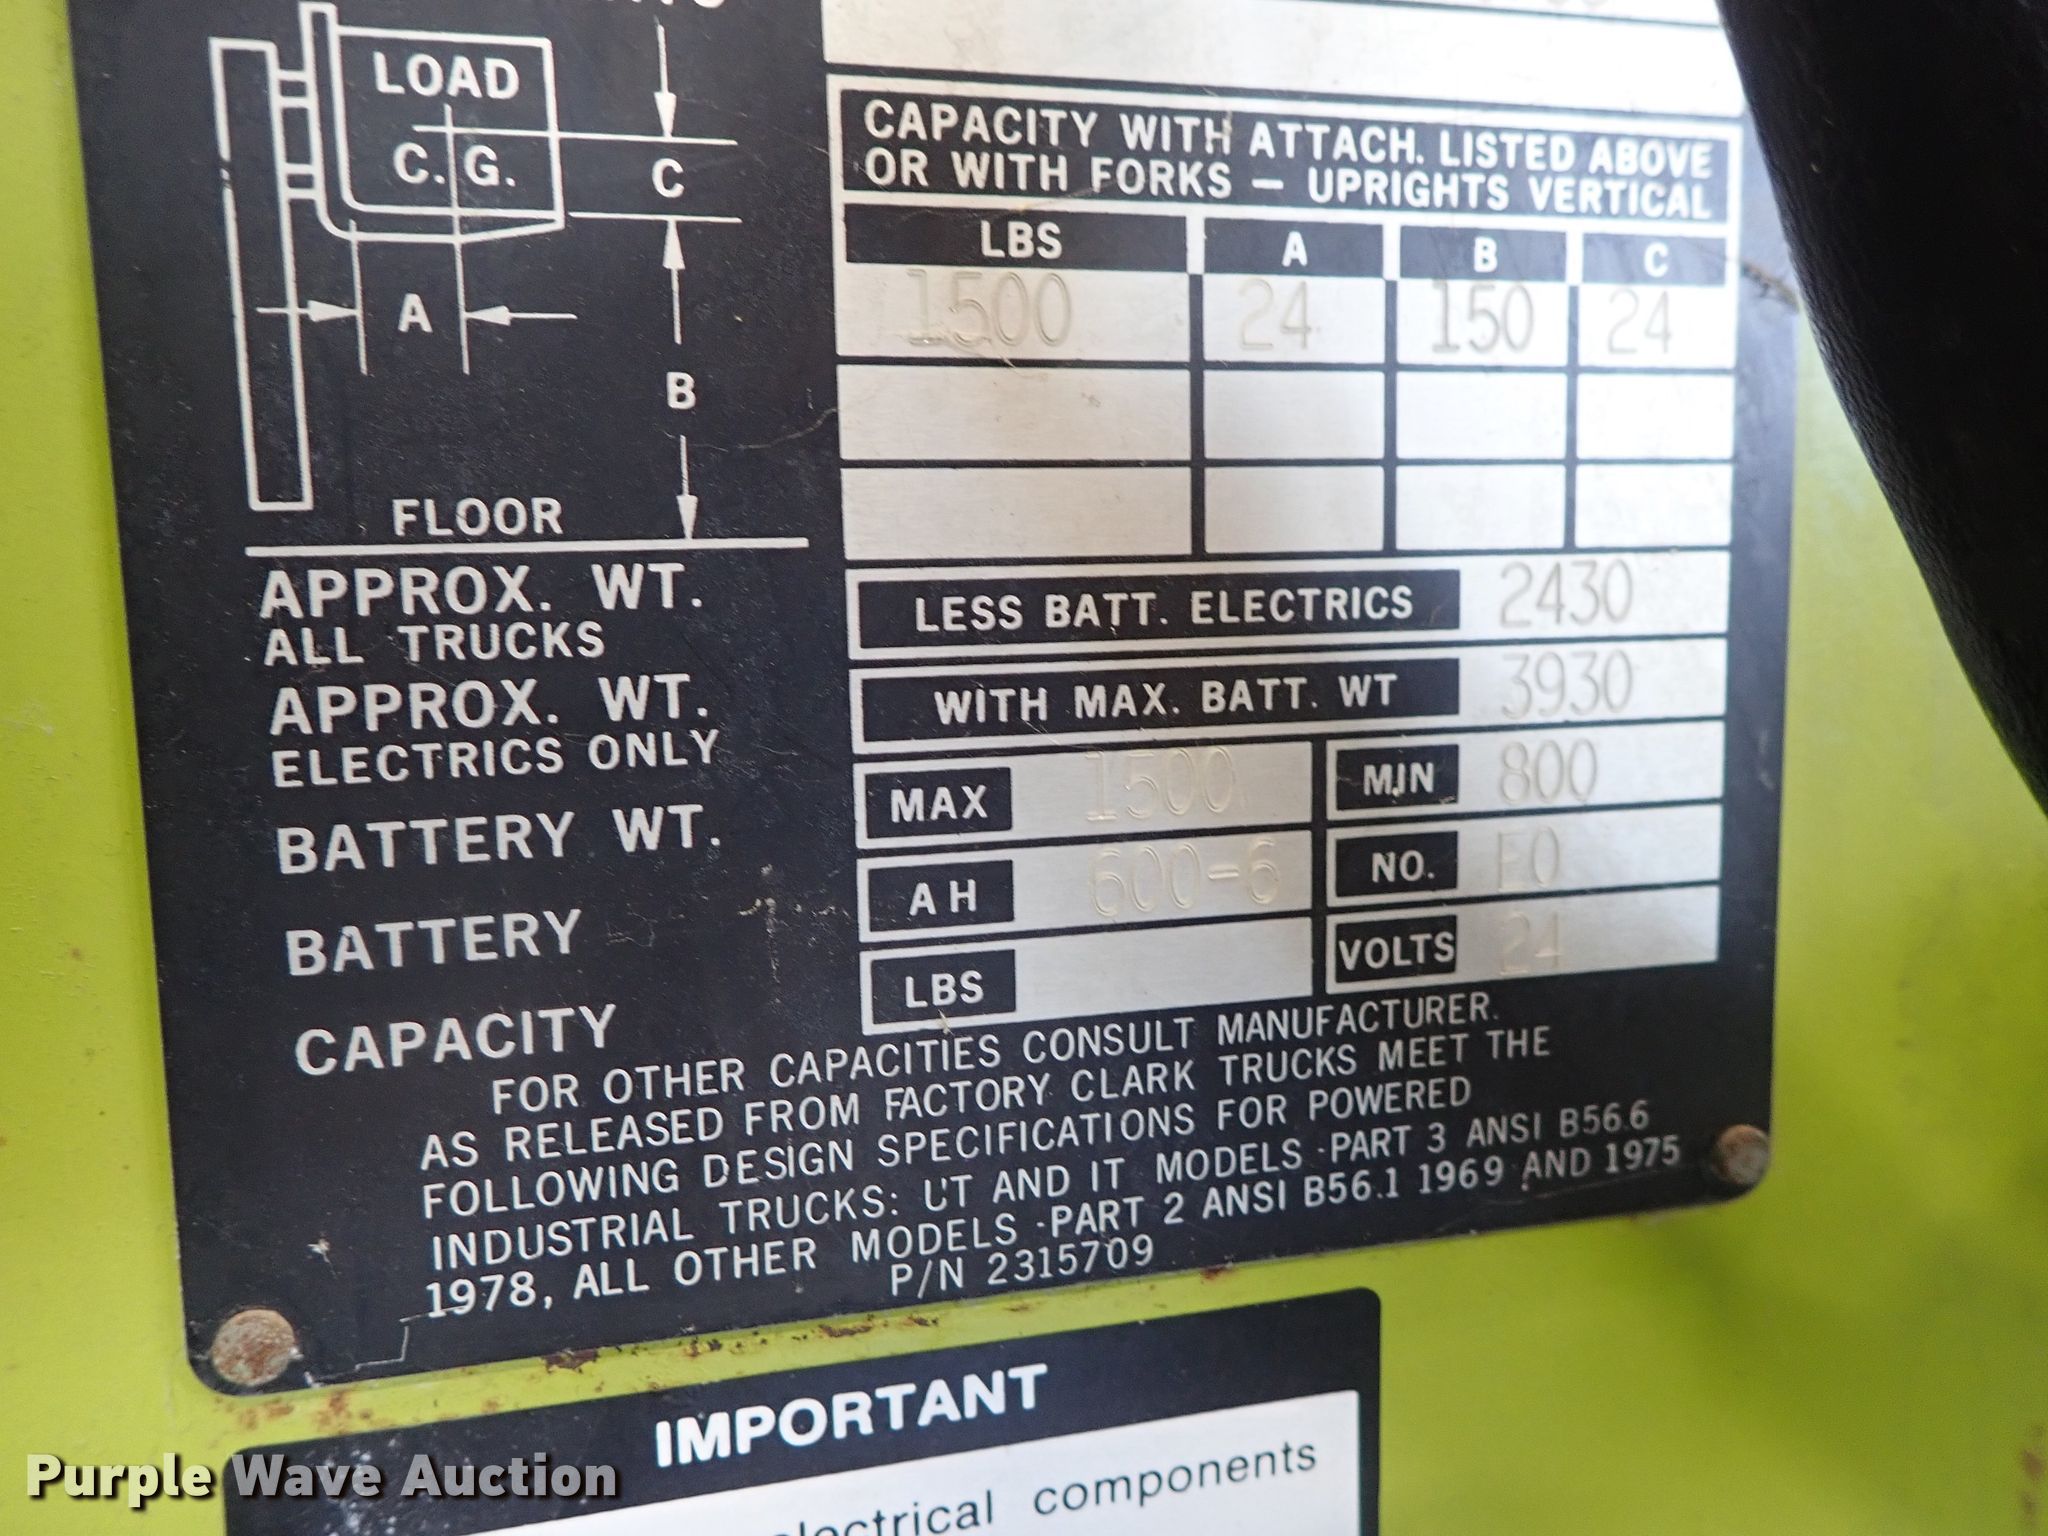 LOAD
C.G.
C
A
B
FLOOR
CAPACITY WITH ATTACH. LISTED ABOVE
OR WITH FORKS — UPRIGHTS VERTICAL
LBS A B C
1500 24 150 24
APPROX. WT.
ALL TRUCKS
LESS BATT. ELECTRICS 2430
APPROX. WT.
ELECTRICS ONLY
WITH MAX. BATT. WT 3930
BATTERY WT.
MAX 1500 MIN 800
BATTERY
AH 600-6 NO. EO
CAPACITY
LBS VOLTS 24
FOR OTHER CAPACITIES CONSULT MANUFACTURER.
AS RELEASED FROM FACTORY CLARK TRUCKS MEET THE
FOLLOWING DESIGN SPECIFICATIONS FOR POWERED
INDUSTRIAL TRUCKS: UT AND IT MODELS -PART 3 ANSI B56.6
1978, ALL OTHER MODELS -PART 2 ANSI B56.1 1969 AND 1975
P/N 2315709
IMPORTANT
components
Purple Wave Auction